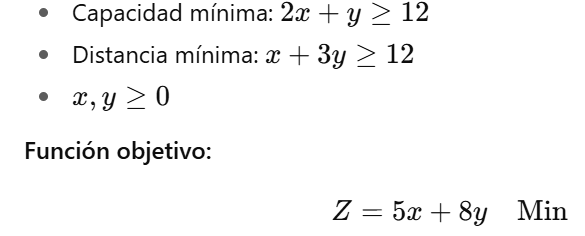 • Capacidad mínima: 2x + y ≥ 12
• Distancia mínima: x + 3y ≥ 12
• x, y ≥ 0
Función objetivo:
Z = 5x + 8y Min